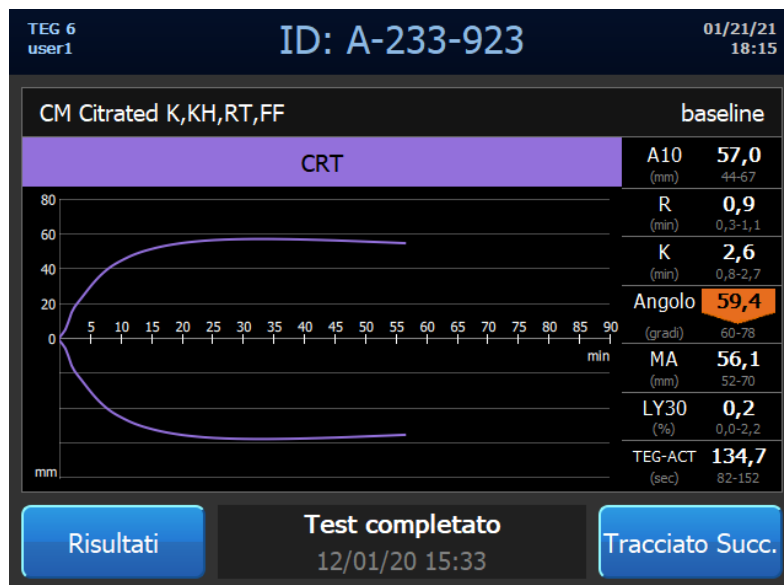 TEG 6
user1
ID: A-233-923
01/21/21
18:15
CM Citrated K,KH,RT,FF
baseline
CRT
80
60
40
20
0
5 10 15 20 25 30 35 40 45 50 55 60 65 70 75 80 85 90
min
mm
A10 57,0
(mm) 44-67
R 0,9
(min) 0,3-1,1
K 2,6
(min) 0,8-2,7
Angolo 59,4
(gradi) 60-78
MA 56,1
(mm) 52-70
LY30 0,2
(%) 0,0-2,2
TEG-ACT 134,7
(sec) 82-152
Risultati
Test completato
12/01/20 15:33
Tracciato Succ.